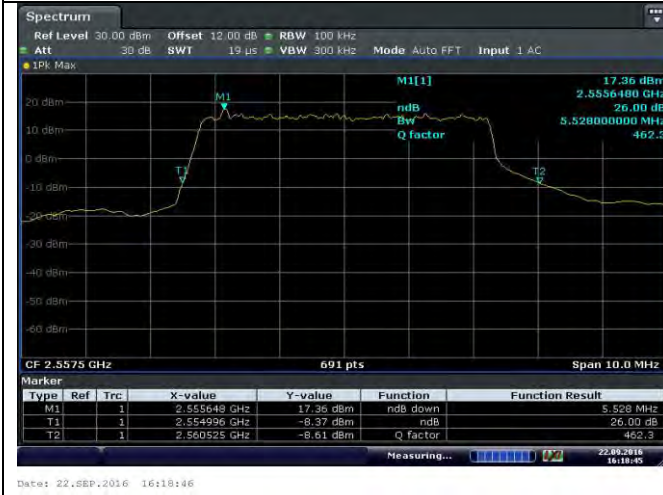 Spectrum
Ref Level 30.00 dBm Offset 12.00 dB RBW 100 kHz
Att 30 dB SWT 19 µs VBW 300 kHz Mode Auto FFT Input 1 AC
1Pk Max
M1[1] 17.36 dBm
2.5556480 GHz
ndB 26.00 dB
Bw 5.528000000 MHz
Q factor 462.3
M1
20 dBm
10 dBm
0 dBm
T1
T2
-10 dBm
-20 dBm
-30 dBm
-40 dBm
-50 dBm
-60 dBm
CF 2.5575 GHz 691 pts Span 10.0 MHz
Marker
Type Ref Trc X-value Y-value Function Function Result
M1 1 2.555648 GHz 17.36 dBm ndB down 5.528 MHz
T1 1 2.554996 GHz -8.37 dBm ndB 26.00 dB
T2 1 2.560525 GHz -8.61 dBm Q factor 462.3
Measuring... 22.09.2016
16:18:45
Date: 22.SEP.2016 16:18:46